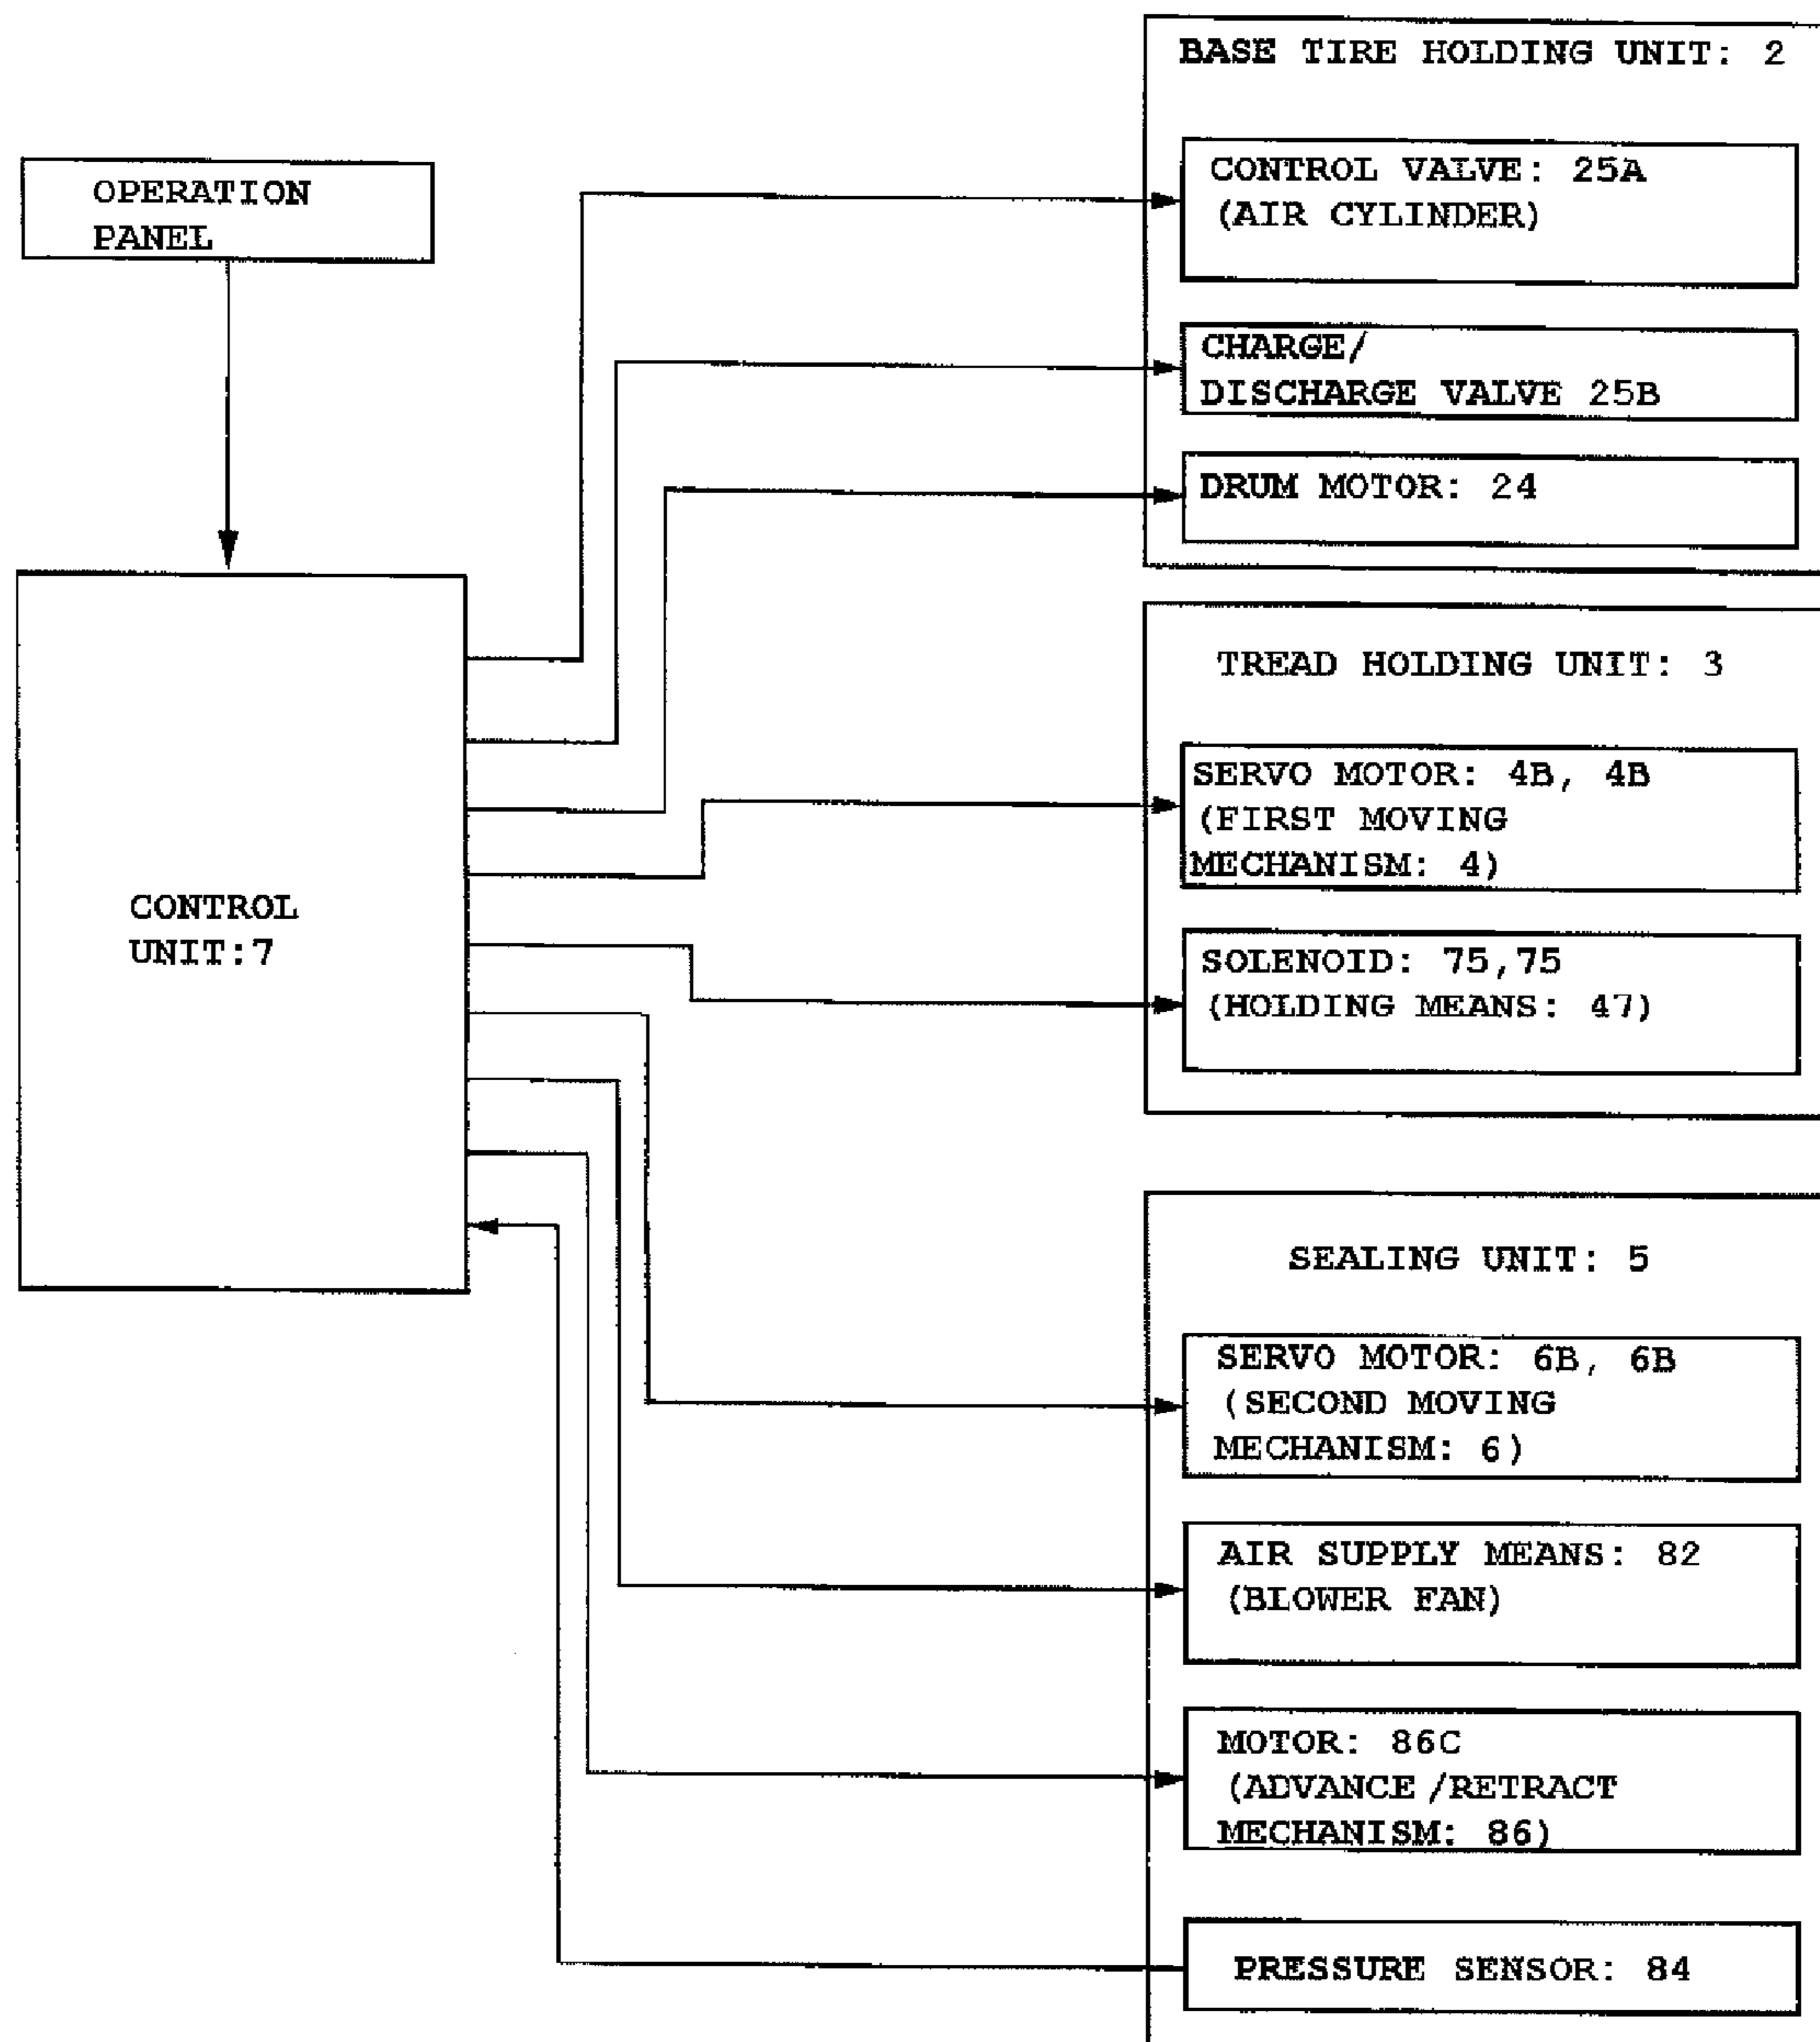 BASE TIRE HOLDING UNIT: 2
OPERATION
PANEL
CONTROL VALVE: 25A
(AIR CYLINDER)
CHARGE/
DISCHARGE VALVE 25B
DRUM MOTOR: 24
CONTROL
UNIT:7
TREAD HOLDING UNIT: 3
SERVO MOTOR: 4B, 4B
(FIRST MOVING
MECHANISM: 4)
SOLENOID: 75,75
(HOLDING MEANS: 47)
SEALING UNIT: 5
SERVO MOTOR: 6B, 6B
(SECOND MOVING
MECHANISM: 6)
AIR SUPPLY MEANS: 82
(BLOWER FAN)
MOTOR: 86C
(ADVANCE /RETRACT
MECHANISM: 86)
PRESSURE SENSOR: 84